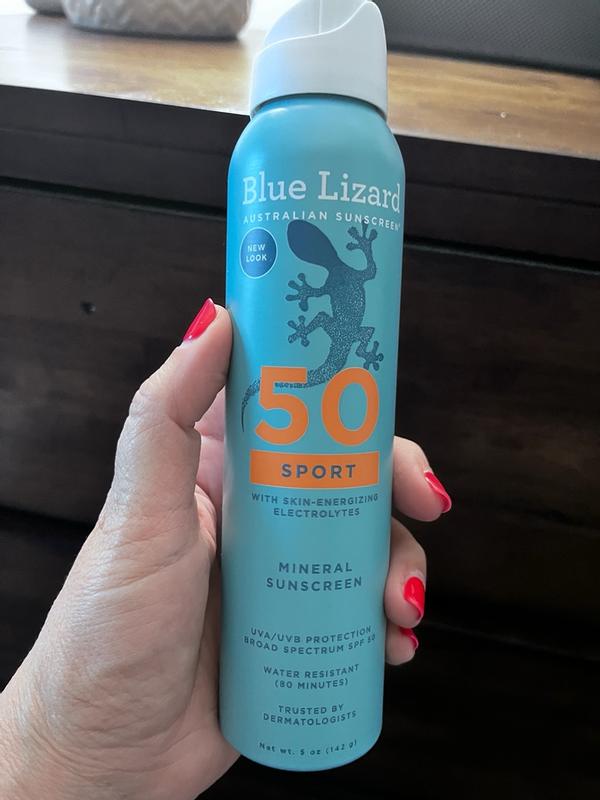 Blue Lizard
AUSTRALIAN SUNSCREEN®
NEW
LOOK
50
SPORT
WITH SKIN-ENERGIZING
ELECTROLYTES
MINERAL
SUNSCREEN
UVA/UVB PROTECTION
BROAD SPECTRUM SPF 50
WATER RESISTANT
(80 MINUTES)
TRUSTED BY
DERMATOLOGISTS
Net wt. 5 oz (142 g)